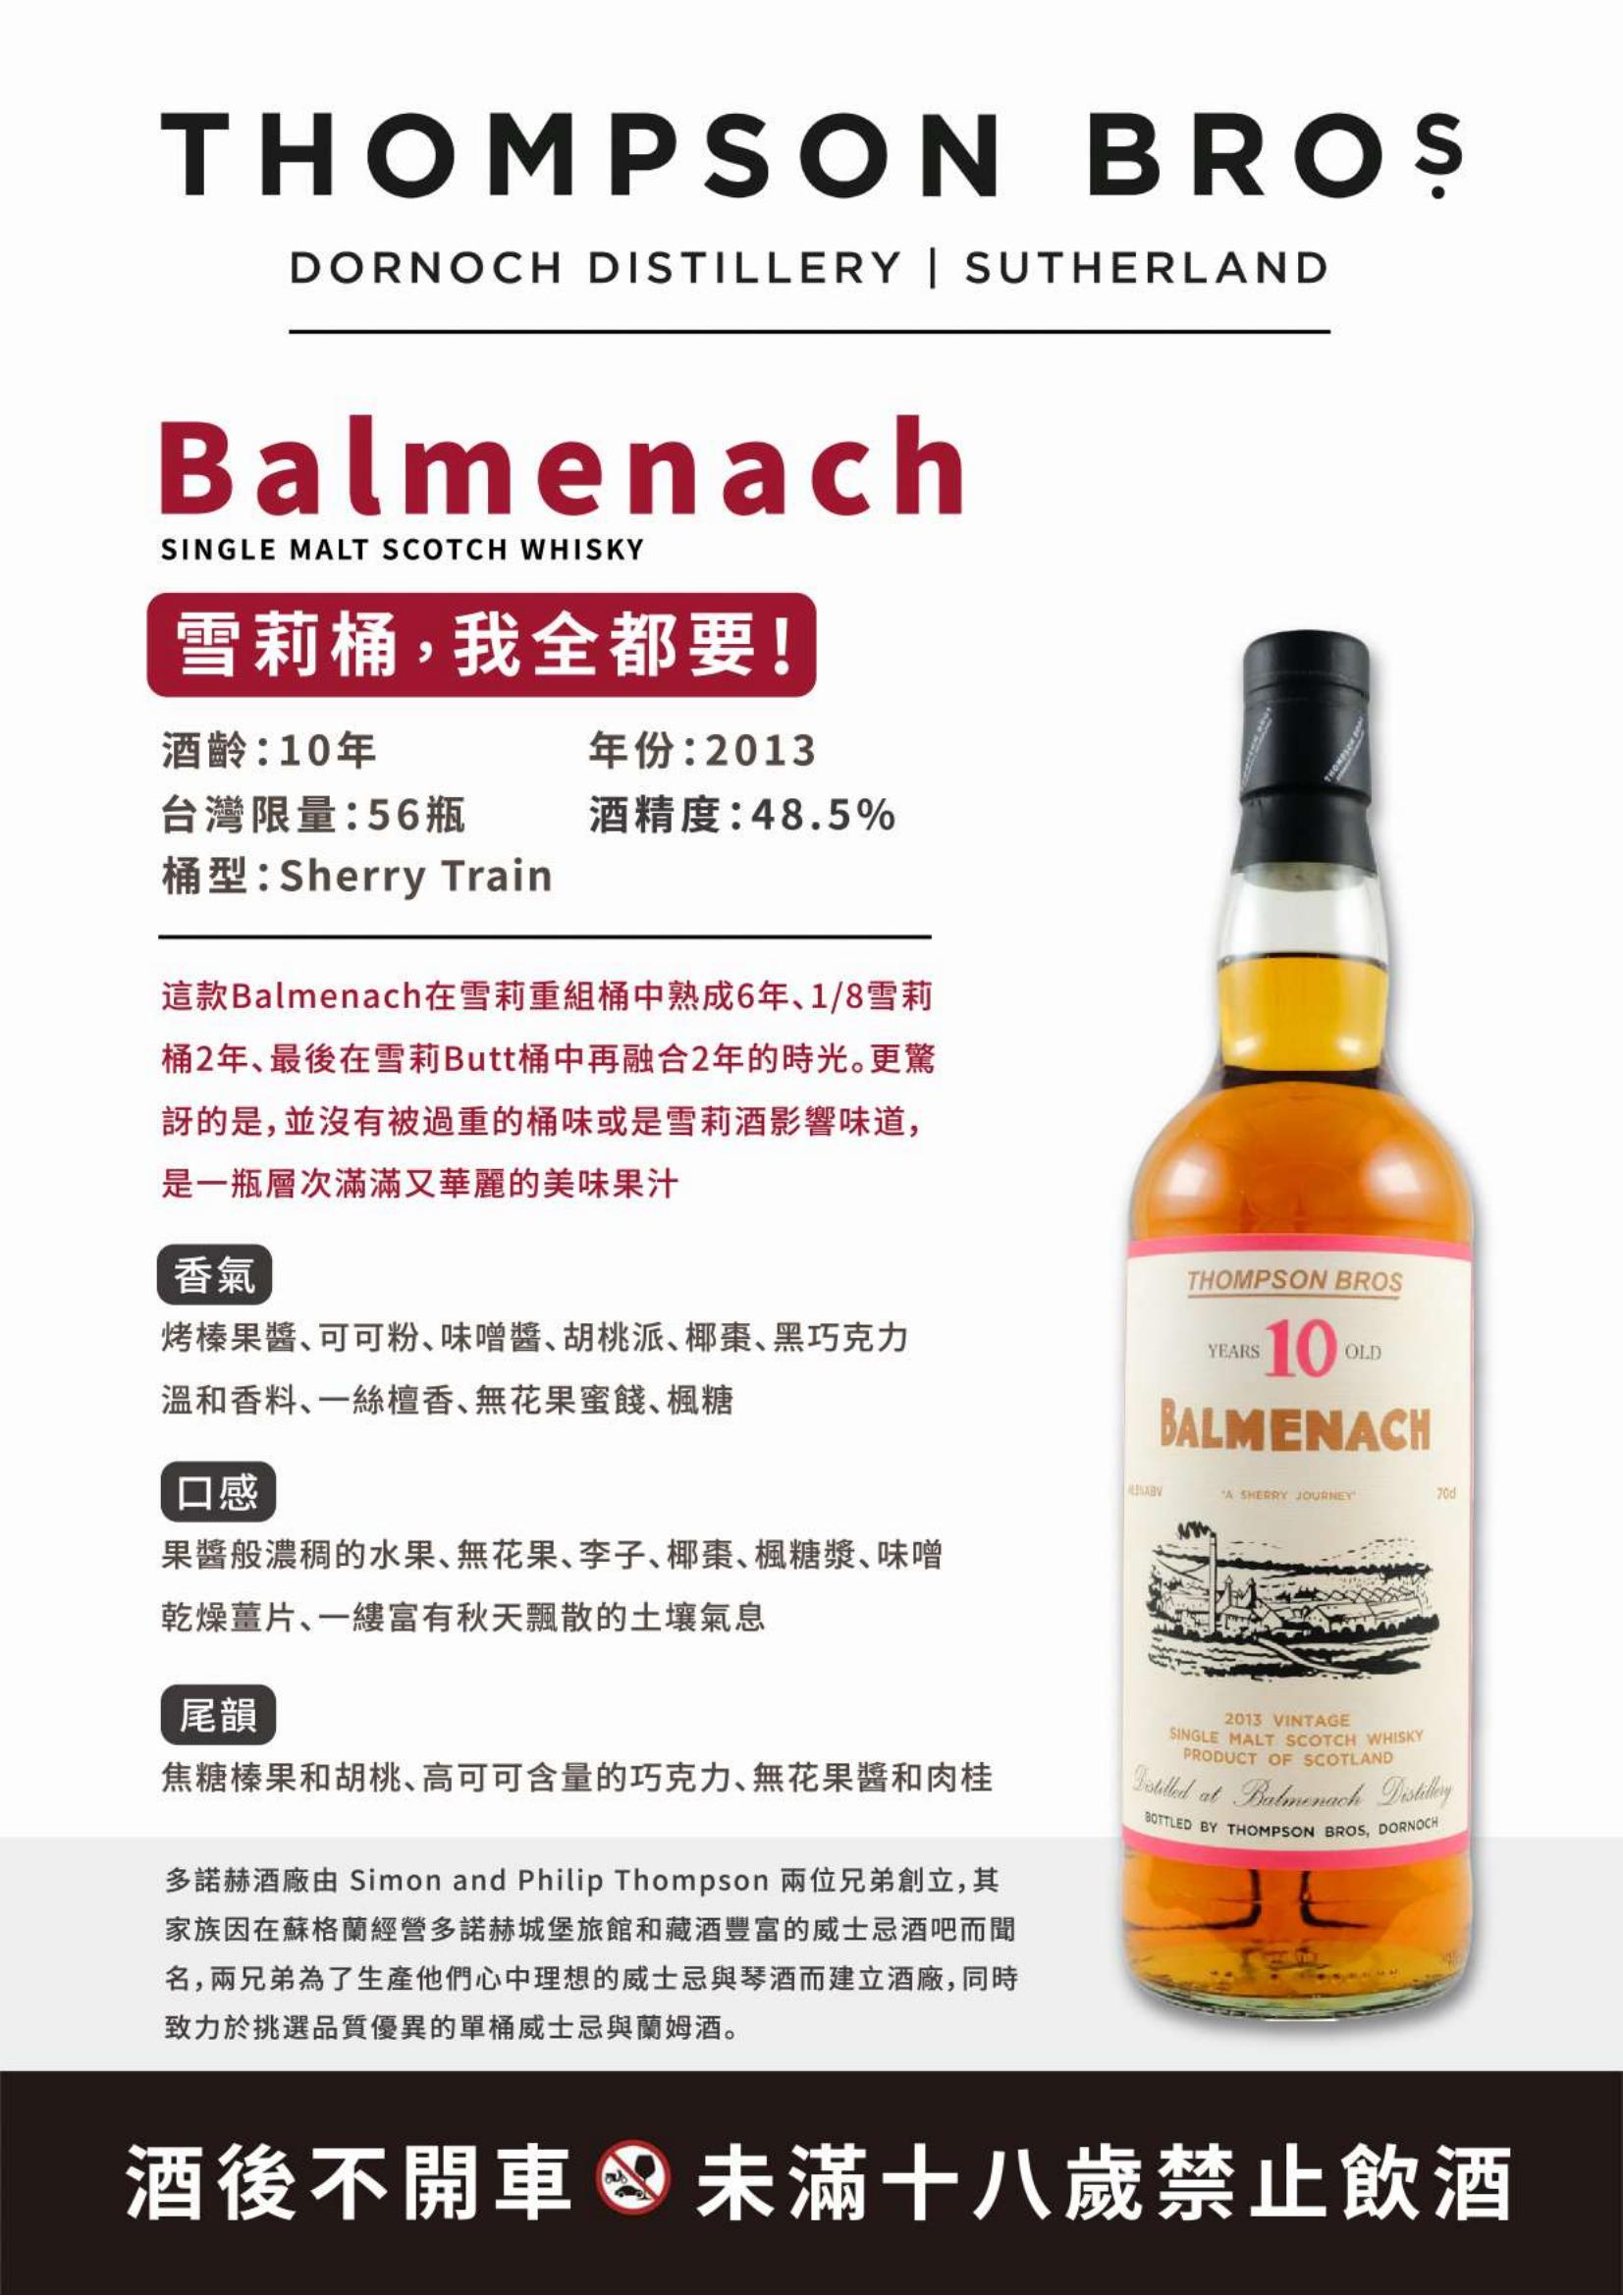 THOMPSON BROS
DORNOCH DISTILLERY | SUTHERLAND
Balmenach
SINGLE MALT SCOTCH WHISKY
雪莉桶，我全都要！
酒齡：10年 年份：2013
台灣限量：56瓶 酒精度：48.5%
桶型：Sherry Train
這款Balmenach在雪莉重組桶中熟成6年、1/8雪莉
桶2年、最後在雪莉Butt桶中再融合2年的時光。更驚
訝的是，並沒有被過重的桶味或是雪莉酒影響味道，
是一瓶層次滿滿又華麗的美味果汁
香氣
烤榛果醬、可可粉、味噌醬、胡桃派、椰棗、黑巧克力
溫和香料、一絲檀香、無花果蜜餞、楓糖
口感
果醬般濃稠的水果、無花果、李子、椰棗、楓糖漿、味噌
乾燥薑片、一縷富有秋天飄散的土壤氣息
尾韻
焦糖榛果和胡桃、高可可含量的巧克力、無花果醬和肉桂
THOMPSON BROS
YEARS 10 OLD
BALMENACH
"A SHERRY JOURNEY" 70cl
2013 VINTAGE
SINGLE MALT SCOTCH WHISKY
PRODUCT OF SCOTLAND
Distilled at Balmenach Distillery
BOTTLED BY THOMPSON BROS, DORNOCH
多諾赫酒廠由 Simon and Philip Thompson 兩位兄弟創立，其
家族因在蘇格蘭經營多諾赫城堡旅館和藏酒豐富的威士忌酒吧而聞
名，兩兄弟為了生產他們心中理想的威士忌與琴酒而建立酒廠，同時
致力於挑選品質優異的單桶威士忌與蘭姆酒。
酒後不開車 未滿十八歲禁止飲酒